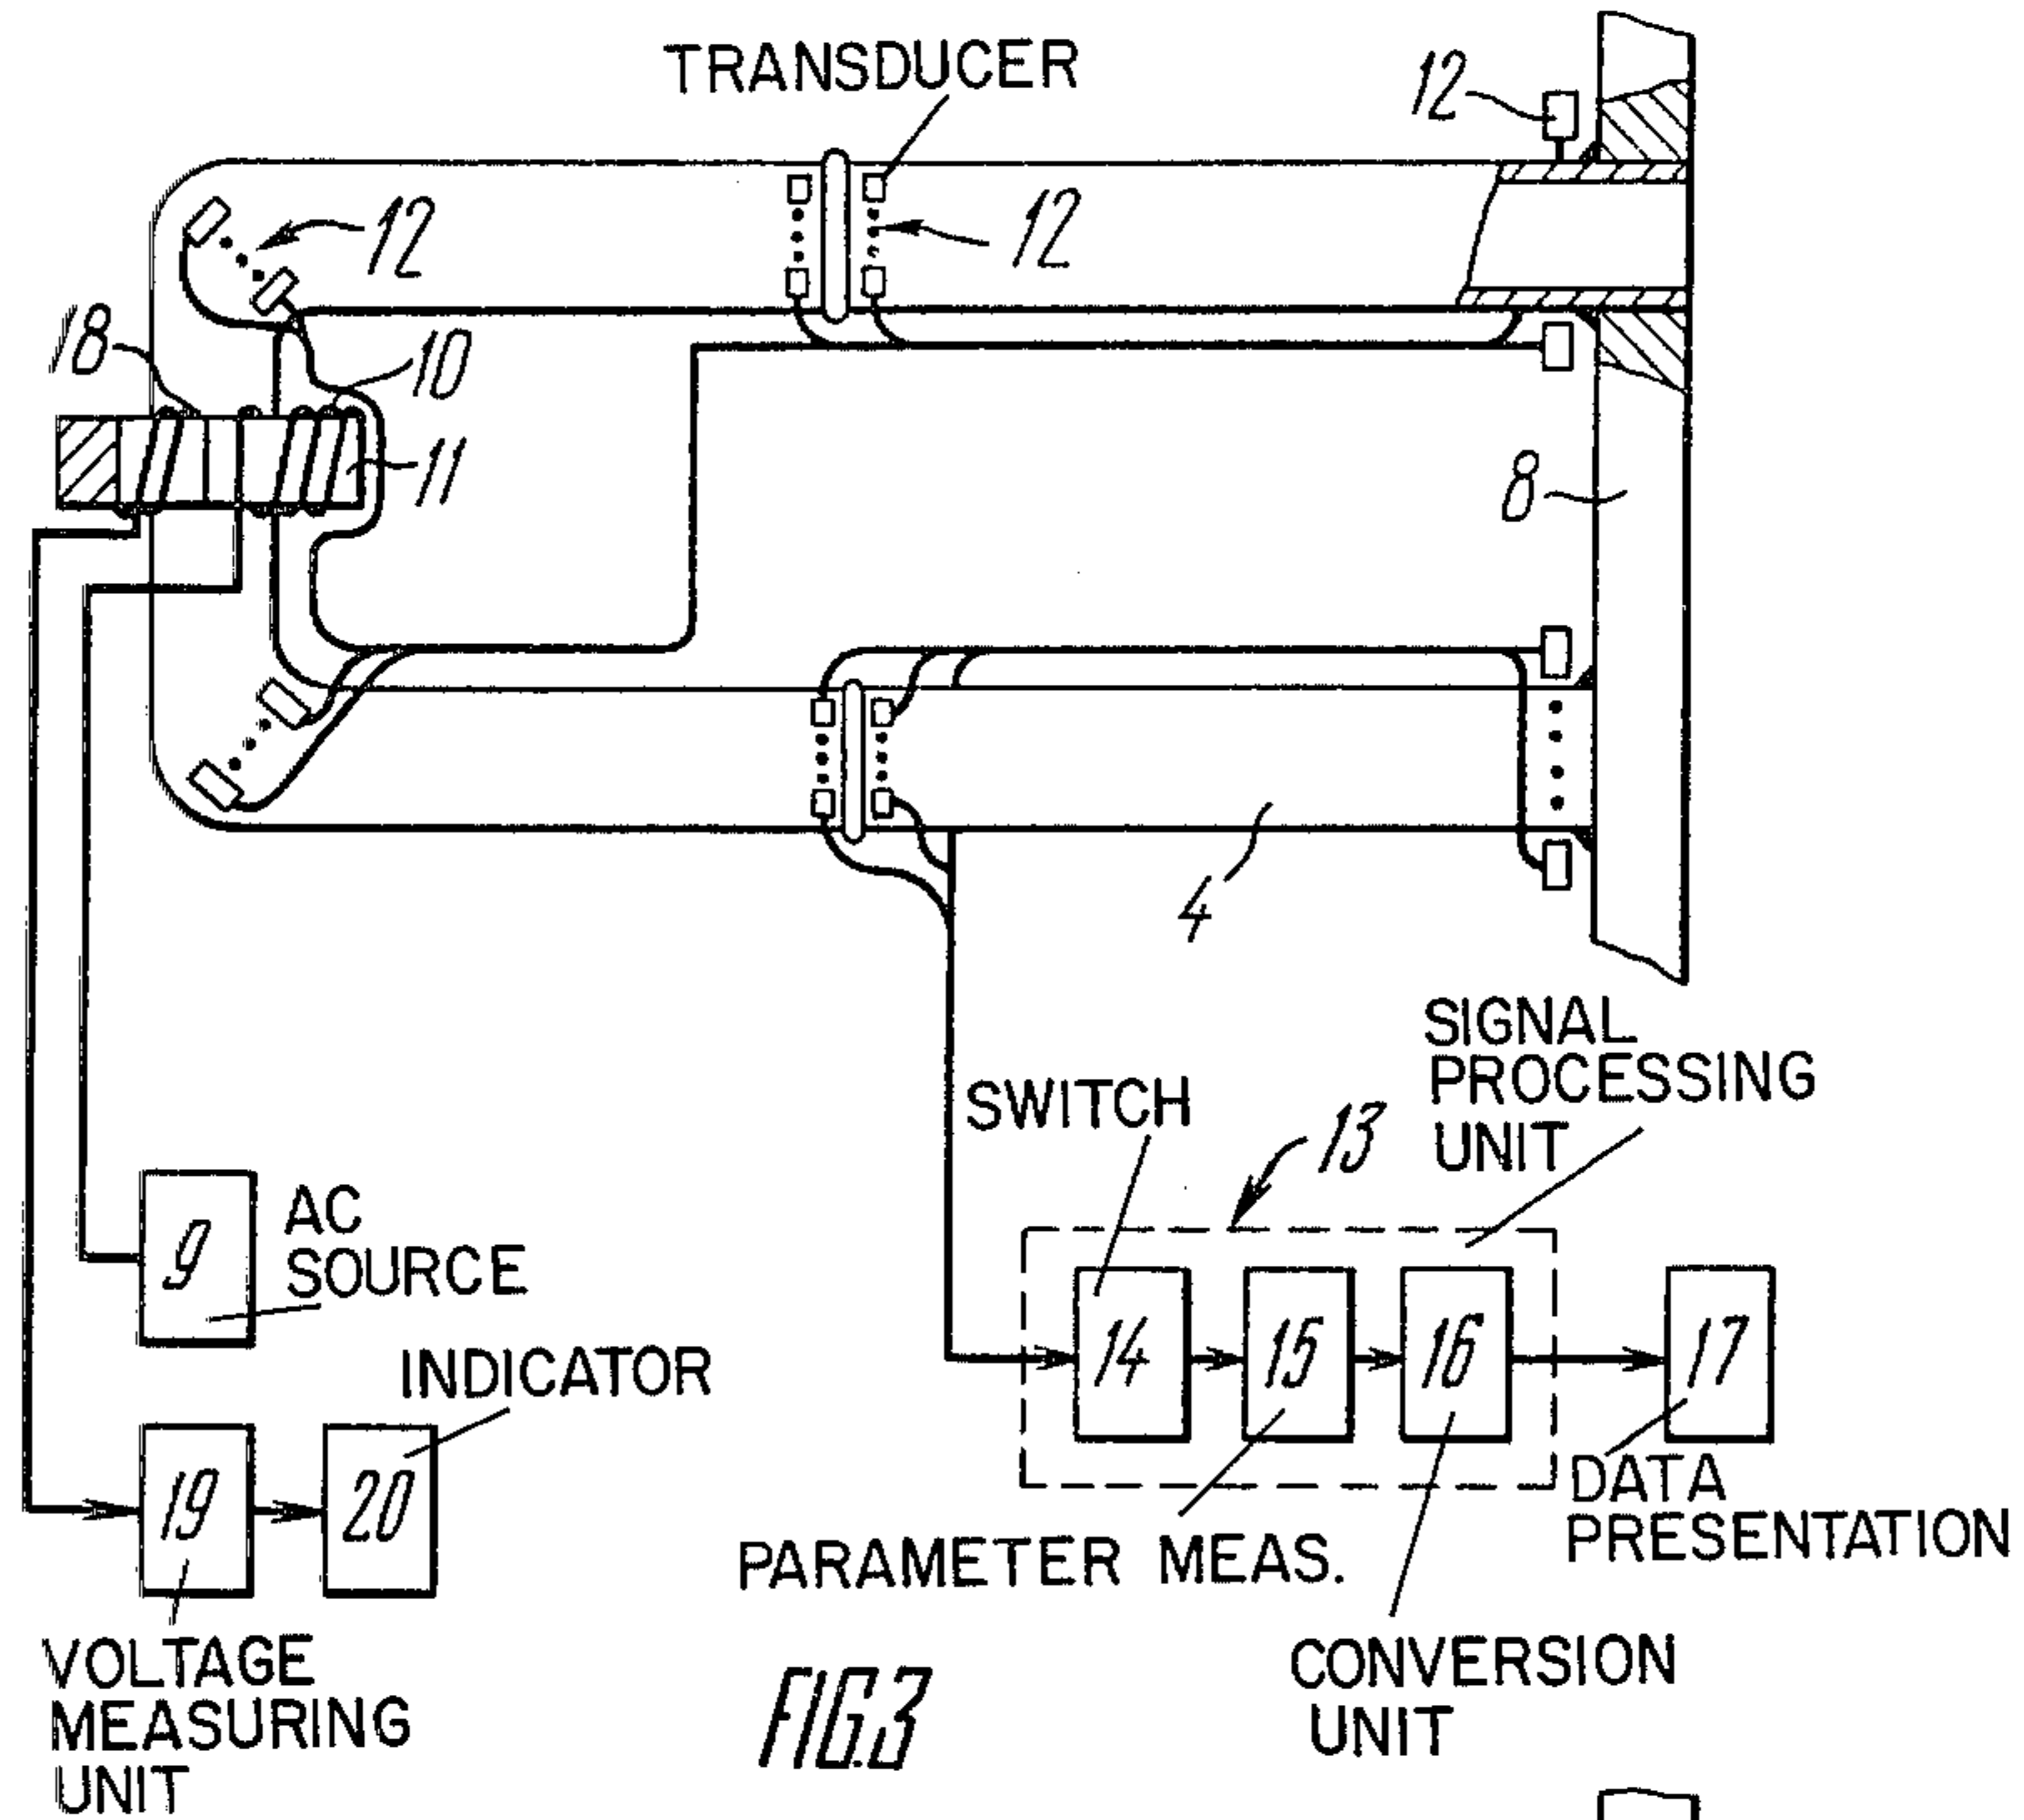 TRANSDUCER
12
12
12
18
10
11
8
4
SIGNAL
PROCESSING
UNIT
SWITCH
13
AC
SOURCE
9
14
15
16
17
INDICATOR
19
20
DATA
PRESENTATION
PARAMETER MEAS.
CONVERSION
UNIT
VOLTAGE
MEASURING
UNIT
FIG.3